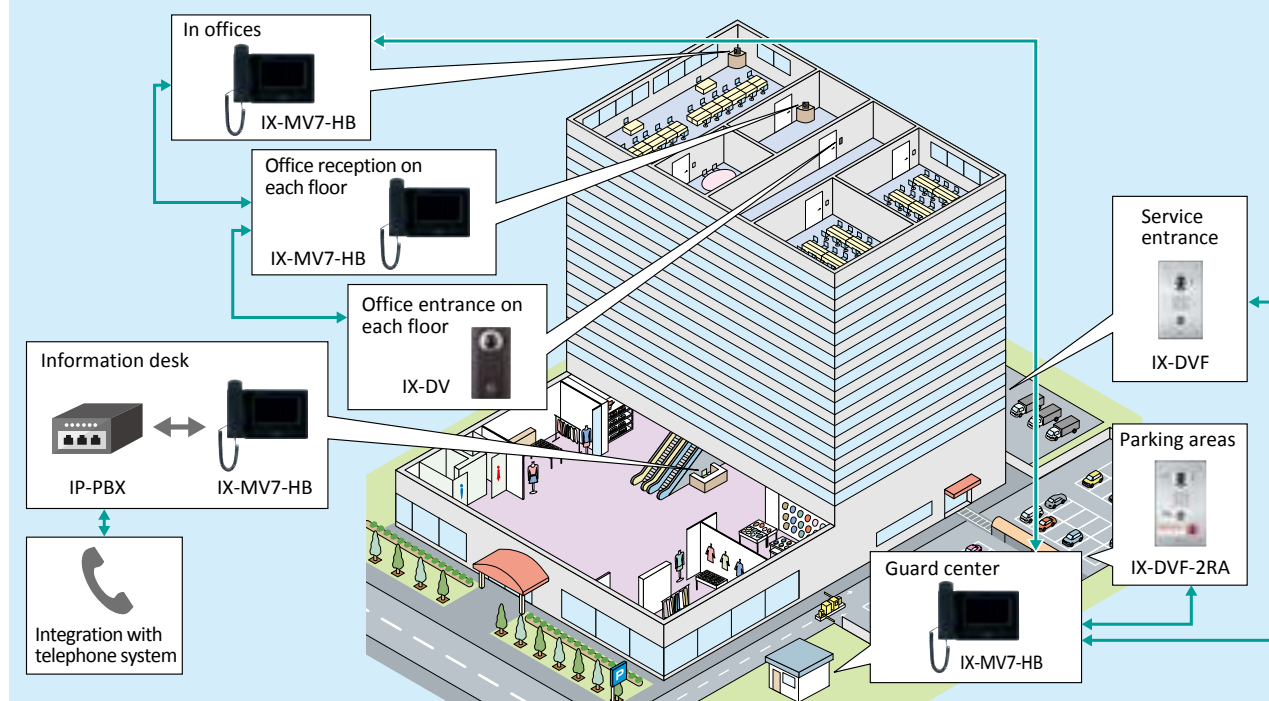 In offices
IX-MV7-HB
Office reception on
each floor
IX-MV7-HB
Office entrance on
each floor
IX-DV
Information desk
IP-PBX
IX-MV7-HB
Integration with
telephone system
Service
entrance
IX-DVF
Parking areas
IX-DVF-2RA
Guard center
IX-MV7-HB
P